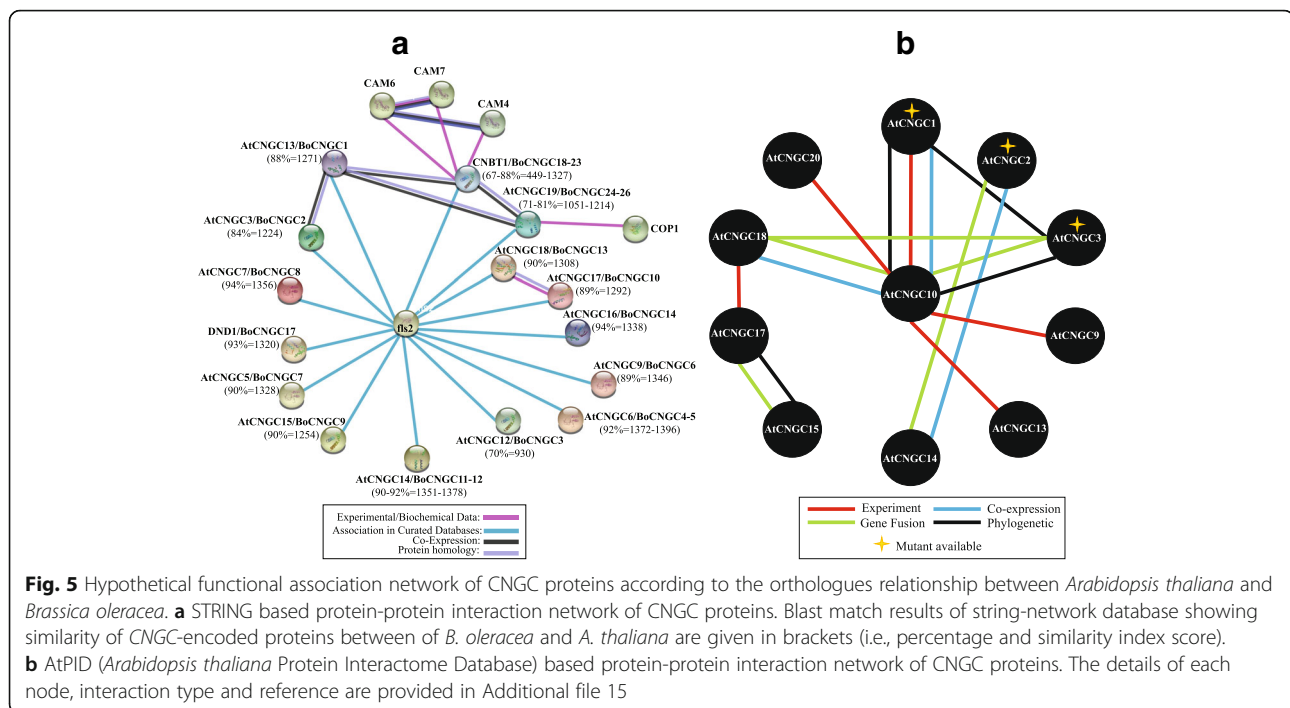 a
b
CAM7
CAM6
CAM4
AtCNGC13/BoCNGC1
(88%=1271)
CNBT1/BoCNGC18-23
(67-88%=449-1327)
AtCNGC19/BoCNGC24-26
(71-81%=1051-1214)
AtCNGC3/BoCNGC2
(84%=1224)
COP1
AtCNGC18/BoCNGC13
(90%=1308)
AtCNGC7/BoCNGC8
(94%=1356)
AtCNGC17/BoCNGC10
(89%=1292)
AtCNGC16/BoCNGC14
(94%=1338)
fls2
DND1/BoCNGC17
(93%=1320)
AtCNGC9/BoCNGC6
(89%=1346)
AtCNGC5/BoCNGC7
(90%=1328)
AtCNGC6/BoCNGC4-5
(92%=1372-1396)
AtCNGC15/BoCNGC9
(90%=1254)
AtCNGC12/BoCNGC3
(70%=930)
AtCNGC14/BoCNGC11-12
(90-92%=1351-1378)
Experimental/Biochemical Data:
Association in Curated Databases:
Co-Expression:
Protein homology:
AtCNGC1
AtCNGC20
AtCNGC2
AtCNGC18
AtCNGC3
AtCNGC10
AtCNGC17
AtCNGC9
AtCNGC15
AtCNGC13
AtCNGC14
Experiment
Co-expression
Gene Fusion
Phylogenetic
Mutant available
Fig. 5 Hypothetical functional association network of CNGC proteins according to the orthologues relationship between Arabidopsis thaliana and
Brassica oleracea. a STRING based protein-protein interaction network of CNGC proteins. Blast match results of string-network database showing
similarity of CNGC-encoded proteins between of B. oleracea and A. thaliana are given in brackets (i.e., percentage and similarity index score).
b AtPID (Arabidopsis thaliana Protein Interactome Database) based protein-protein interaction network of CNGC proteins. The details of each
node, interaction type and reference are provided in Additional file 15